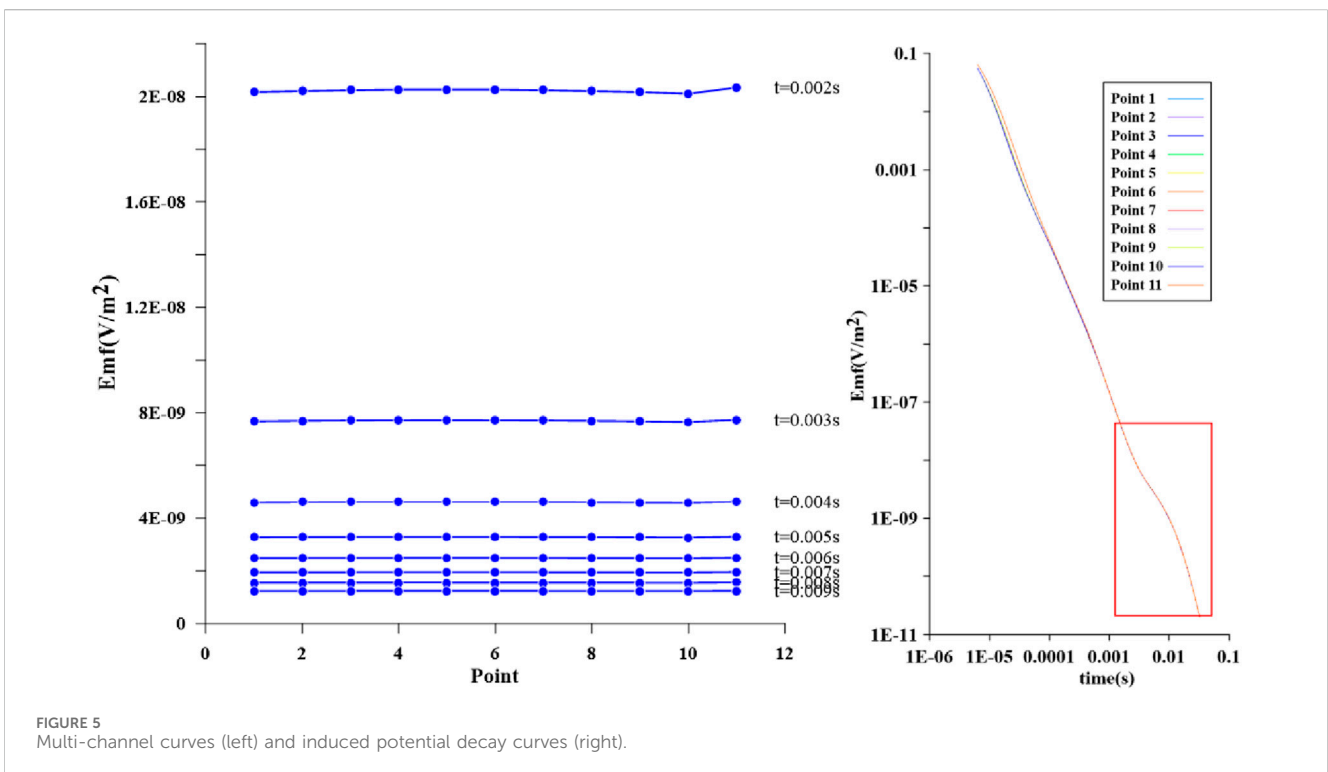 2E-08
1.6E-08
1.2E-08
8E-09
4E-09
0
Emf(V/m²)
0 2 4 6 8 10 12
Point
t=0.002s
t=0.003s
t=0.004s
t=0.005s
t=0.006s
t=0.007s
t=0.008s
t=0.009s
0.1
0.001
1E-05
1E-07
1E-09
1E-11
Emf(V/m²)
1E-06 1E-05 0.0001 0.001 0.01 0.1
time(s)
Point 1
Point 2
Point 3
Point 4
Point 5
Point 6
Point 7
Point 8
Point 9
Point 10
Point 11
FIGURE 5
Multi-channel curves (left) and induced potential decay curves (right).